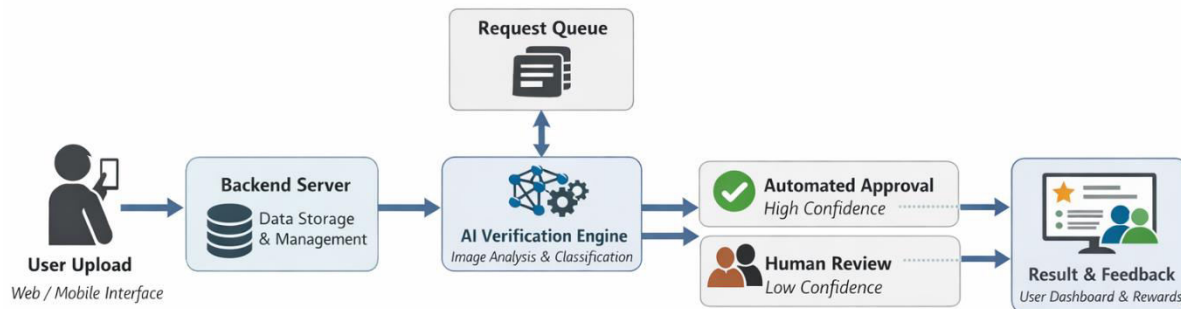 Request Queue
User Upload
Web / Mobile Interface
Backend Server
Data Storage
& Management
AI Verification Engine
Image Analysis & Classification
Automated Approval
High Confidence
Human Review
Low Confidence
Result & Feedback
User Dashboard & Rewards